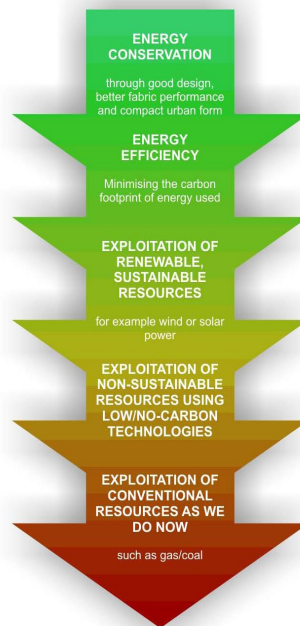 ENERGY
CONSERVATION
through good design,
better fabric performance
and compact urban form
ENERGY
EFFICIENCY
Minimising the carbon
footprint of energy used
EXPLOITATION OF
RENEWABLE,
SUSTAINABLE
RESOURCES
for example wind or solar
power
EXPLOITATION OF
NON-SUSTAINABLE
RESOURCES USING
LOW/NO-CARBON
TECHNOLOGIES
EXPLOITATION OF
CONVENTIONAL
RESOURCES AS WE
DO NOW
such as gas/coal